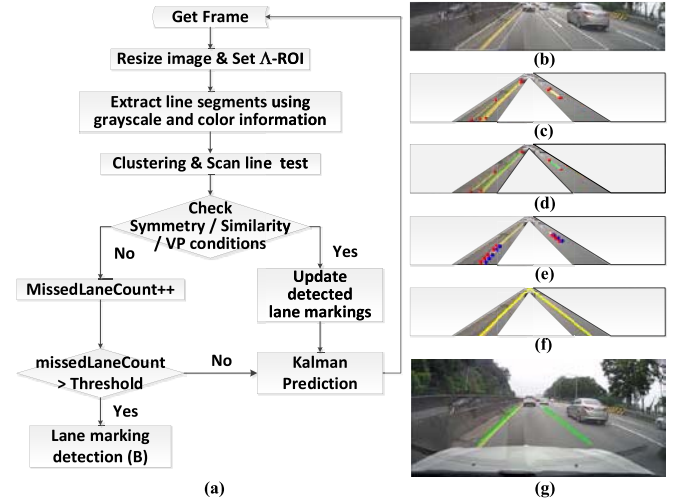 Get Frame
Resize image & Set Λ-ROI
Extract line segments using
grayscale and color information
Clustering & Scan line test
Check
Symmetry / Similarity
/ VP conditions
No
Yes
MissedLaneCount++
Update
detected
lane markings
missedLaneCount
> Threshold
No
Kalman
Prediction
Yes
Lane marking
detection (B)
(a)
(b)
(c)
(d)
(e)
(f)
(g)